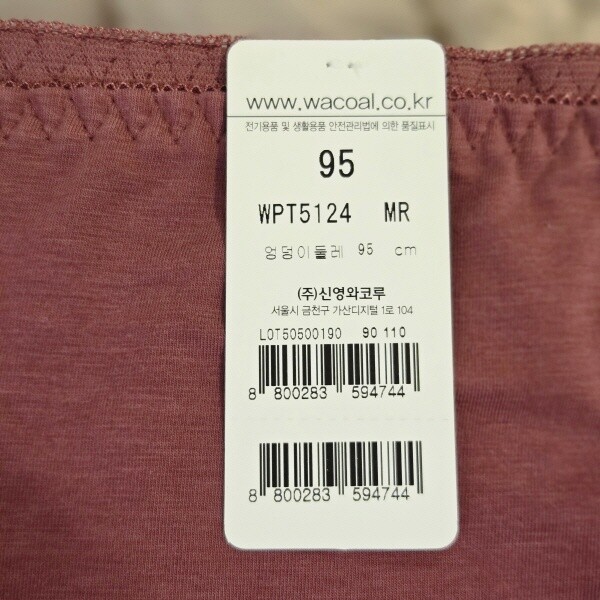 www.wacoal.co.kr
전기용품 및 생활용품 안전관리법에 의한 품질표시
95
WPT5124 MR
엉덩이둘레 95 cm
(주)신영와코루
서울시 금천구 가산디지털 1로 104
LOT50500190 90 110
8 800283 594744
8 800283 594744